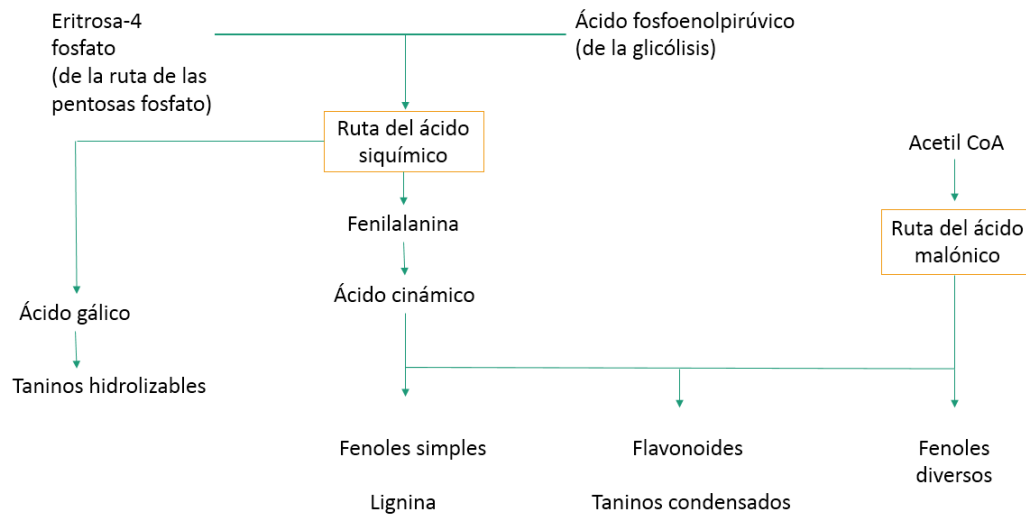 Eritrosa-4
fosfato
(de la ruta de las
pentosas fosfato)
Ácido fosfoenolpirúvico
(de la glicólisis)
Ruta del ácido
siquímico
Acetil CoA
Fenilalanina
Ruta del ácido
malónico
Ácido cinámico
Ácido gálico
Taninos hidrolizables
Fenoles simples
Lignina
Flavonoides
Taninos condensados
Fenoles
diversos